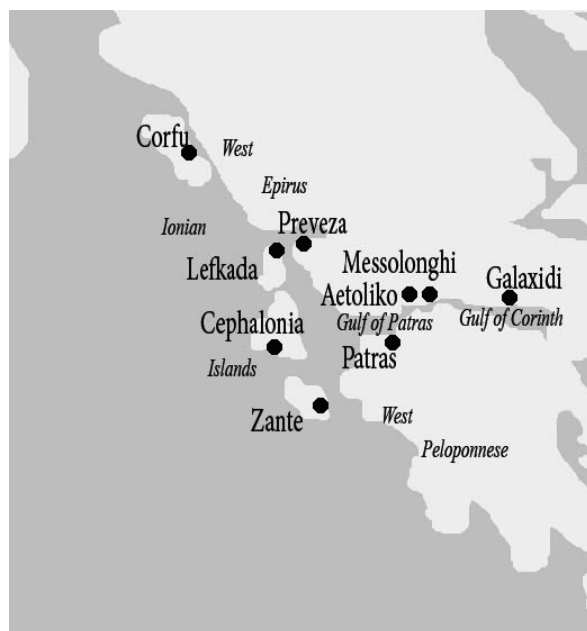 Corfu
West
Epirus
Ionian
Preveza
Lefkada
Messolonghi
Aetoliko
Galaxidi
Cephalonia
Gulf of Patras
Gulf of Corinth
Patras
Islands
Zante
West
Peloponnese